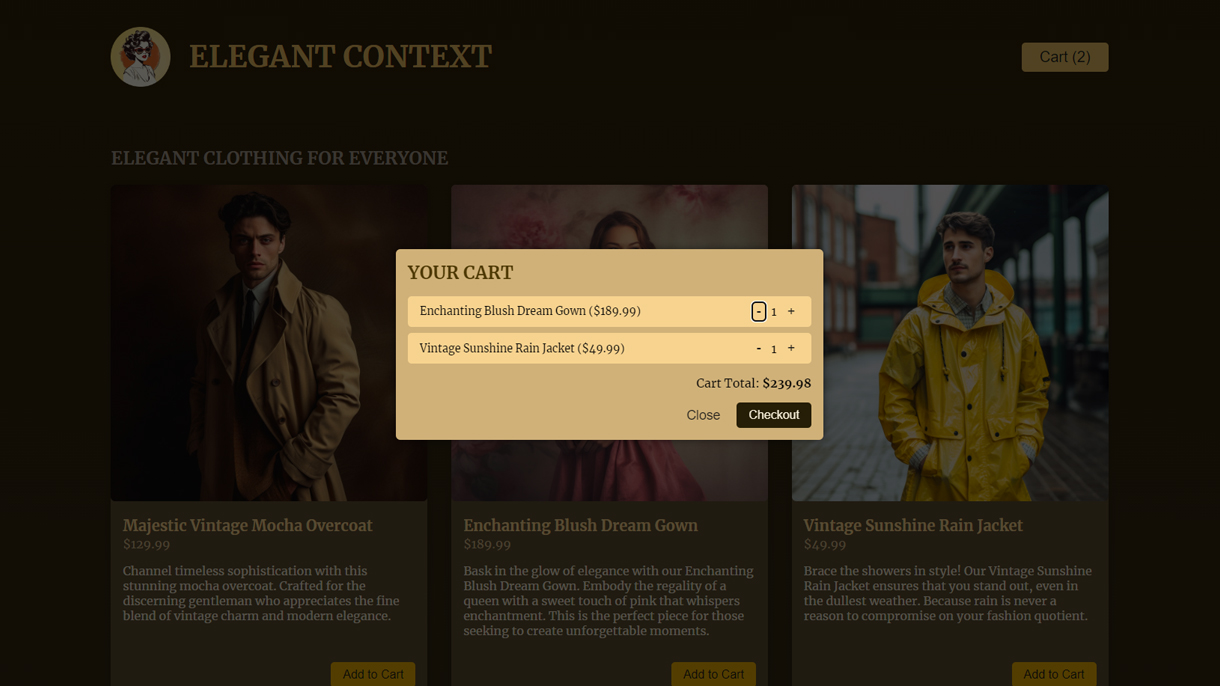 ELEGANT CONTEXT
Cart (2)
ELEGANT CLOTHING FOR EVERYONE
YOUR CART
Enchanting Blush Dream Gown ($189.99) - 1 +
Vintage Sunshine Rain Jacket ($49.99) - 1 +
Cart Total: $239.98
Close Checkout
Majestic Vintage Mocha Overcoat
$129.99
Channel timeless sophistication with this
stunning mocha overcoat. Crafted for the
discerning gentleman who appreciates the fine
blend of vintage charm and modern elegance.
Add to Cart
Enchanting Blush Dream Gown
$189.99
Bask in the glow of elegance with our Enchanting
Blush Dream Gown. Embody the regality of a
queen with a sweet touch of pink that whispers
enchantment. This is the perfect piece for those
seeking to create unforgettable moments.
Add to Cart
Vintage Sunshine Rain Jacket
$49.99
Brace the showers in style! Our Vintage Sunshine
Rain Jacket ensures that you stand out, even in
the dullest weather. Because rain is never a
reason to compromise on your fashion quotient.
Add to Cart